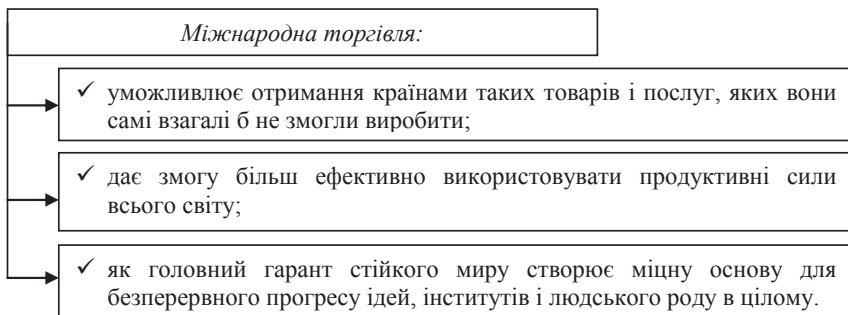 Міжнародна торгівля:
✓ уможливлює отримання країнами таких товарів і послуг, яких вони
самі взагалі б не змогли виробити;
✓ дає змогу більш ефективно використовувати продуктивні сили
всього світу;
✓ як головний гарант стійкого миру створює міцну основу для
безперервного прогресу ідей, інститутів і людського роду в цілому.